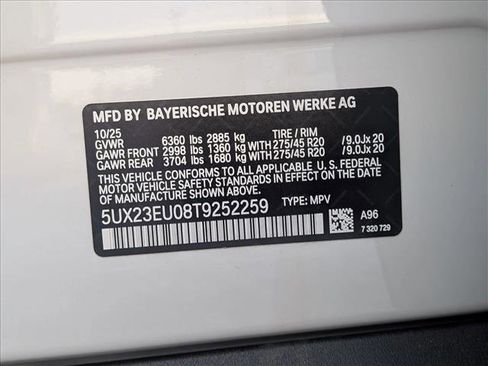 MFD BY BAYERISCHE MOTOREN WERKE AG
10/25 TIRE / RIM
GVWR 6360 lbs 2885 kg
GAWR FRONT 2998 lbs 1360 kg WITH 275/45 R20 /9.0Jx 20
GAWR REAR 3704 lbs 1680 kg WITH 275/45 R20 /9.0Jx 20
THIS VEHICLE CONFORMS TO ALL APPLICABLE U.S. FEDERAL
MOTOR VEHICLE SAFETY STANDARDS IN EFFECT ON THE
DATE OF MANUFACTURE SHOWN ABOVE.
5UX23EU08T9252259 TYPE: MPV
A96
7 320 729